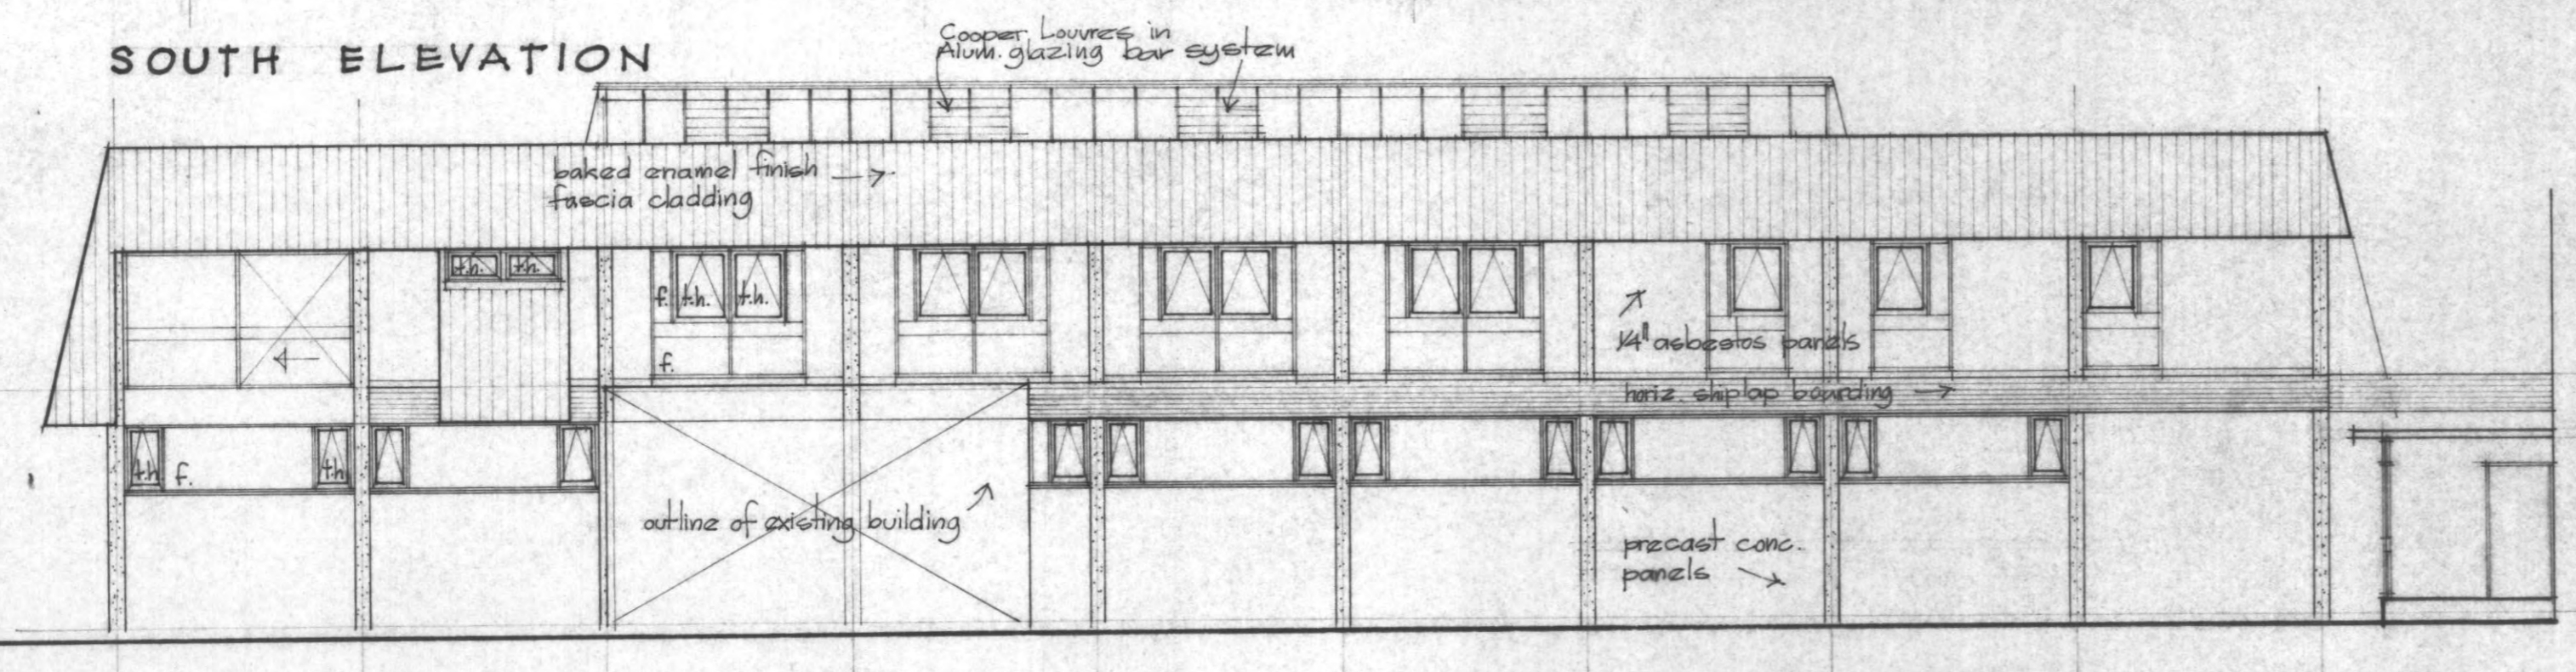 SOUTH ELEVATION
Cooper Louvres in
Alum. glazing bar system
baked enamel finish
fascia cladding
t.h. t.h.
f. t.h. t.h.
f.
1/4" asbestos panels
horiz. shiplap boarding
t.h. f. t.h.
outline of existing building
precast conc.
panels